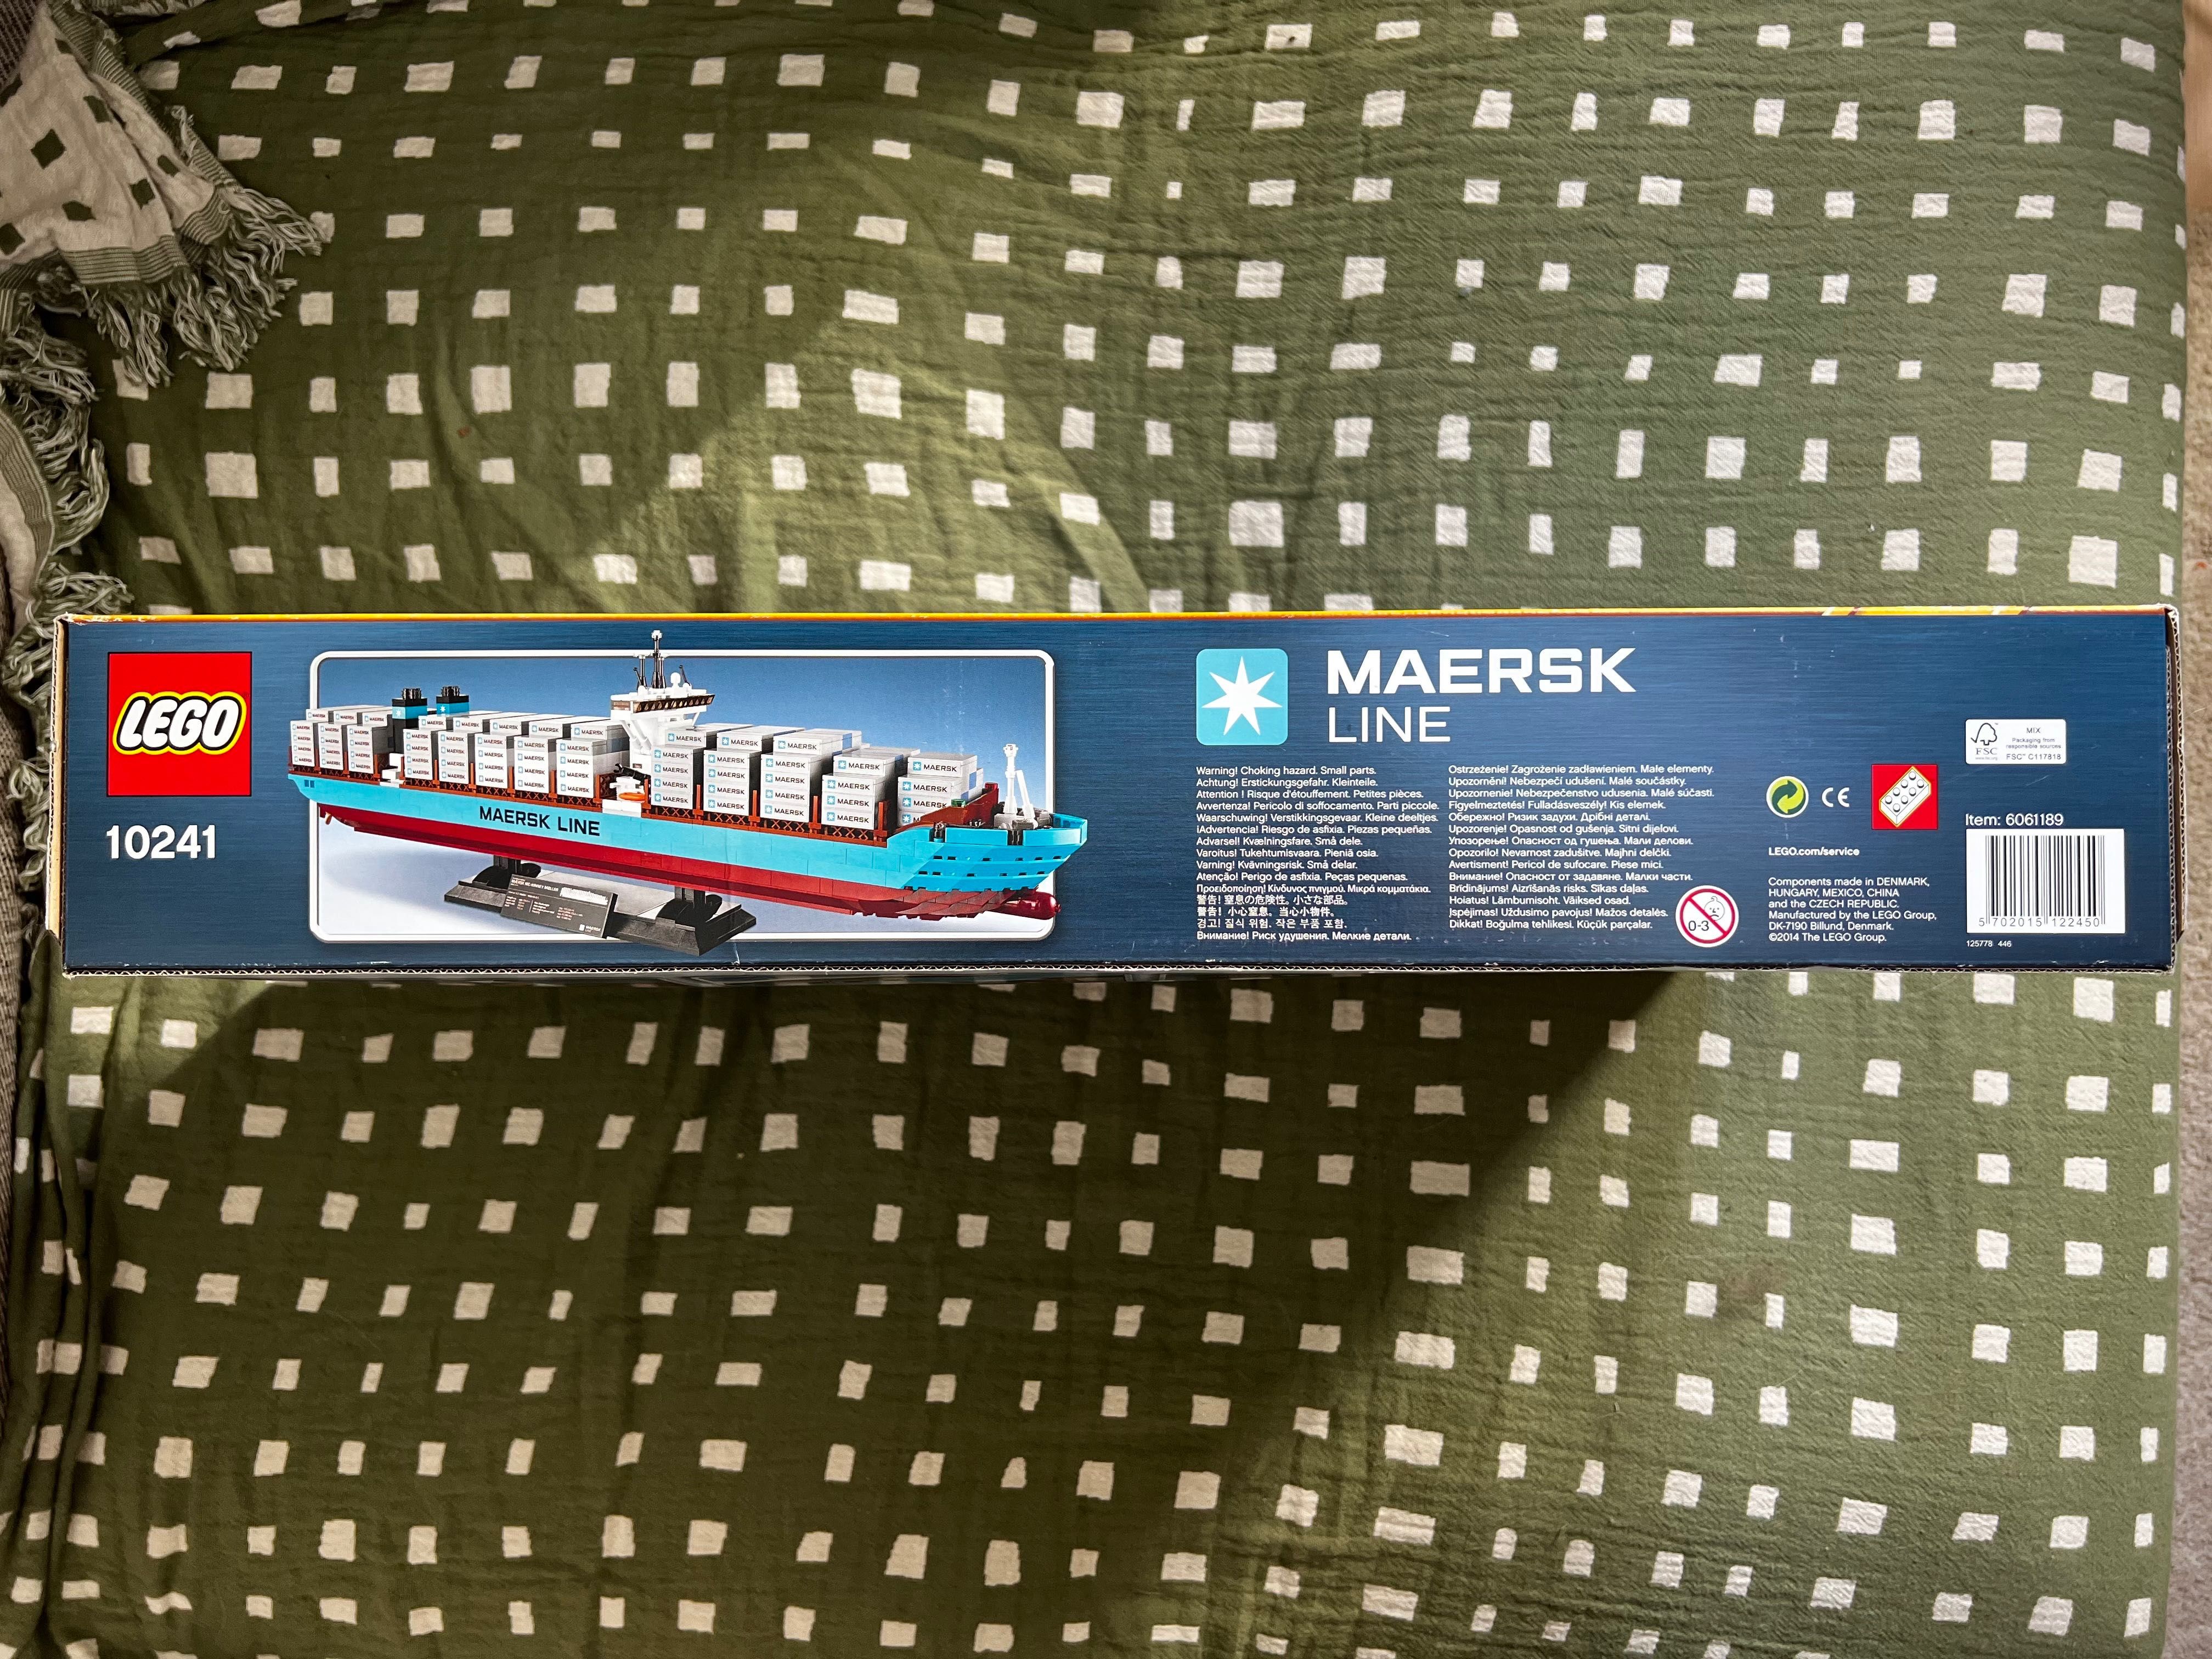 LEGO
10241
MAERSK LINE
MAERSK
LINE
Warning! Choking hazard. Small parts.
Achtung! Erstickungsgefahr. Kleinteile.
Attention ! Risque d'étouffement. Petites pièces.
Avvertenza! Pericolo di soffocamento. Parti piccole.
Waarschuwing! Verstikkingsgevaar. Kleine deeltjes.
¡Advertencia! Riesgo de asfixia. Piezas pequeñas.
Advarsel! Kvælningsfare. Små dele.
Varoitus! Tukehtumisvaara. Pieniä osia.
Varning! Kvävningsrisk. Små delar.
Atenção! Perigo de asfixia. Peças pequenas.
Προειδοποίηση! Κίνδυνος πνιγμού. Μικρά κομματάκια.
警告! 窒息の危険性。小さな部品。
警告! 小心窒息。当心小物件。
경고! 질식 위험. 작은 부품 포함.
Внимание! Риск удушения. Мелкие детали.
Ostrzeżenie! Zagrożenie zadławieniem. Małe elementy.
Upozornění! Nebezpečí udušení. Malé součástky.
Upozornenie! Nebezpečenstvo udusenia. Malé súčasti.
Figyelmeztetés! Fulladásveszély! Kis elemek.
Обережно! Ризик задухи. Дрібні деталі.
Upozorenje! Opasnost od gušenja. Sitni dijelovi.
Упозорење! Опасност од гушења. Мали делови.
Opozorilo! Nevarnost zadušitve. Majhni delčki.
Avertisment! Pericol de sufocare. Piese mici.
Внимание! Опасност от задавяне. Малки части.
Brīdinājums! Aizrīšanās risks. Sīkas daļas.
Hoiatus! Lämbumisoht. Väiksed osad.
Įspėjimas! Uždusimo pavojus! Mažos detalės.
Dikkat! Boğulma tehlikesi. Küçük parçalar.
0-3
CE
LEGO.com/service
Components made in DENMARK,
HUNGARY, MEXICO, CHINA
and the CZECH REPUBLIC.
Manufactured by the LEGO Group,
DK-7190 Billund, Denmark.
©2014 The LEGO Group.
FSC
MIX
Packaging from
responsible sources
FSC® C117818
Item: 6061189
5 702015 122450
125778 446